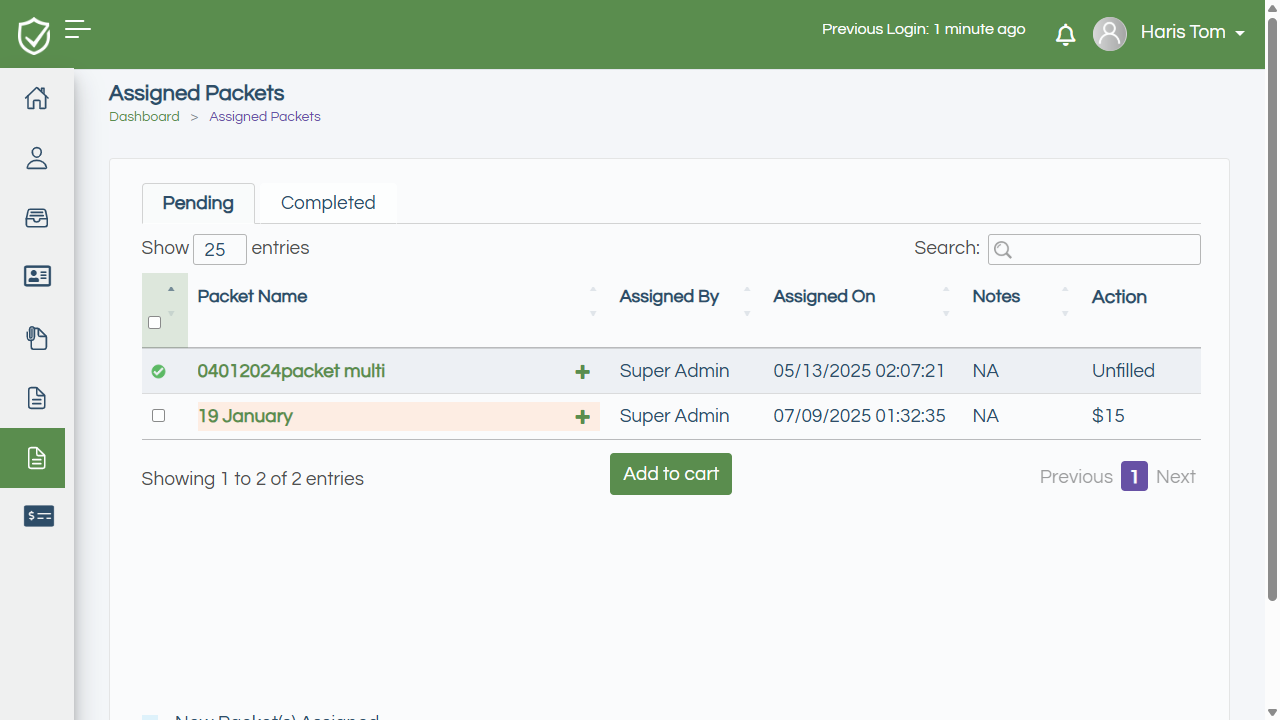 Previous Login: 1 minute ago
Haris Tom
Assigned Packets
Dashboard > Assigned Packets
Pending
Completed
Show 25 entries
Search:
Packet Name
Assigned By
Assigned On
Notes
Action
04012024packet multi
Super Admin
05/13/2025 02:07:21
NA
Unfilled
19 January
Super Admin
07/09/2025 01:32:35
NA
$15
Showing 1 to 2 of 2 entries
Add to cart
Previous 1 Next
New Packet(s) Assigned